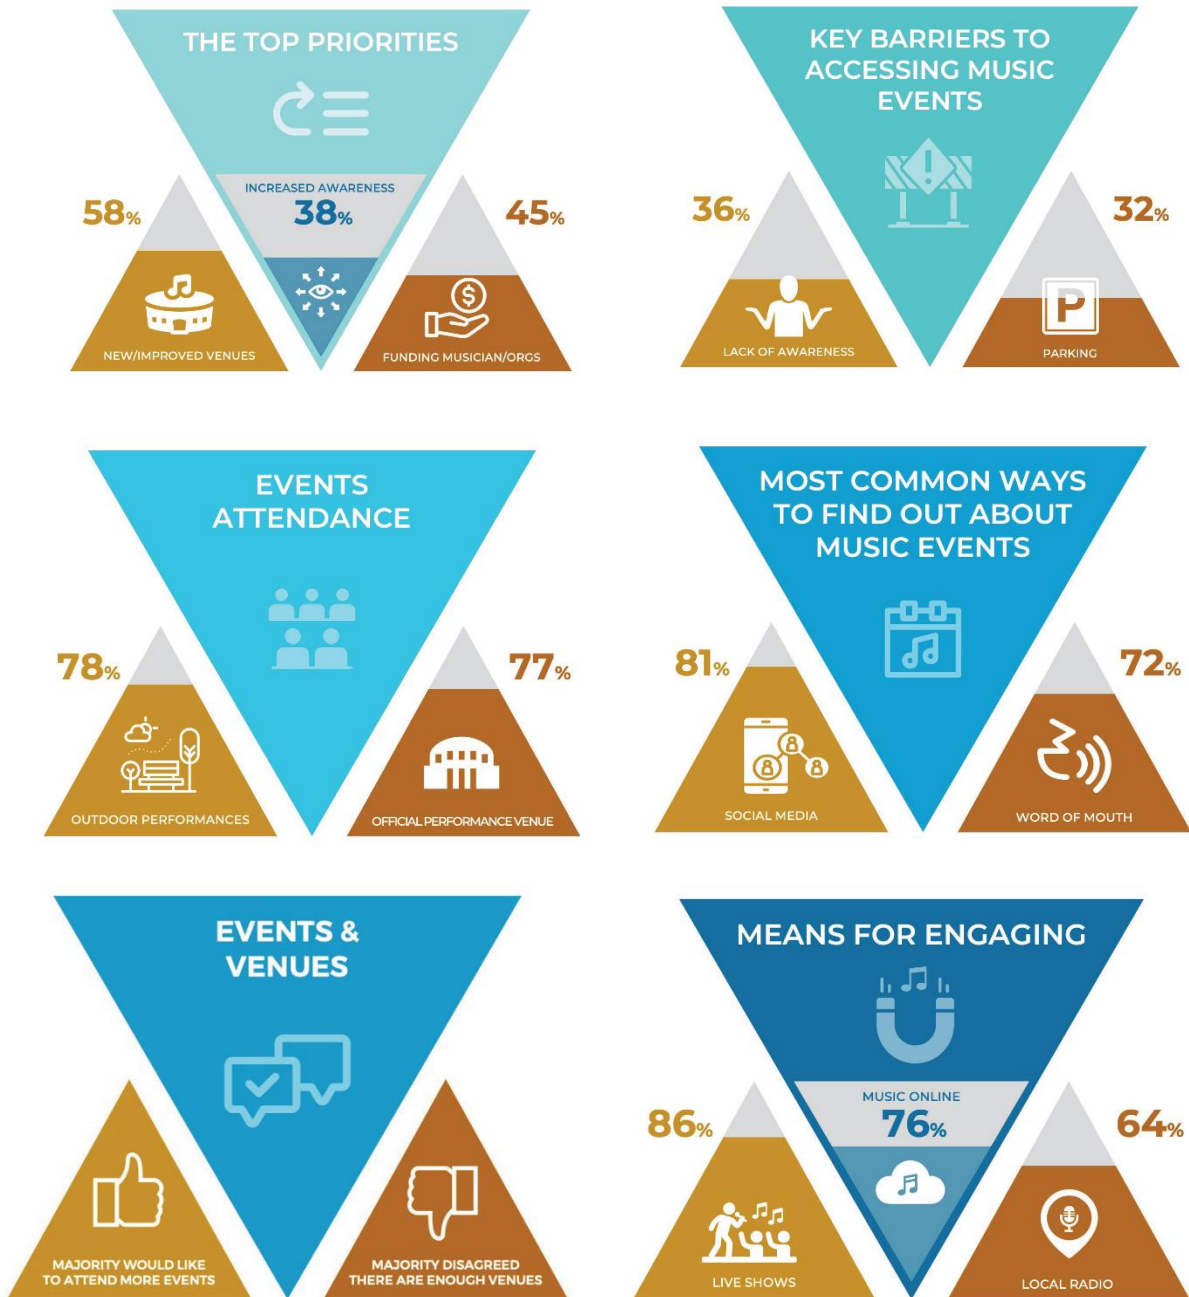 THE TOP PRIORITIES
INCREASED AWARENESS
38%
58%
45%
NEW/IMPROVED VENUES
FUNDING MUSICIAN/ORGS
KEY BARRIERS TO
ACCESSING MUSIC
EVENTS
36%
32%
LACK OF AWARENESS
P
PARKING
EVENTS
ATTENDANCE
78%
77%
OUTDOOR PERFORMANCES
OFFICIAL PERFORMANCE VENUE
MOST COMMON WAYS
TO FIND OUT ABOUT
MUSIC EVENTS
81%
72%
SOCIAL MEDIA
WORD OF MOUTH
EVENTS &
VENUES
MAJORITY WOULD LIKE
TO ATTEND MORE EVENTS
MAJORITY DISAGREED
THERE ARE ENOUGH VENUES
MEANS FOR ENGAGING
MUSIC ONLINE
76%
86%
64%
LIVE SHOWS
LOCAL RADIO